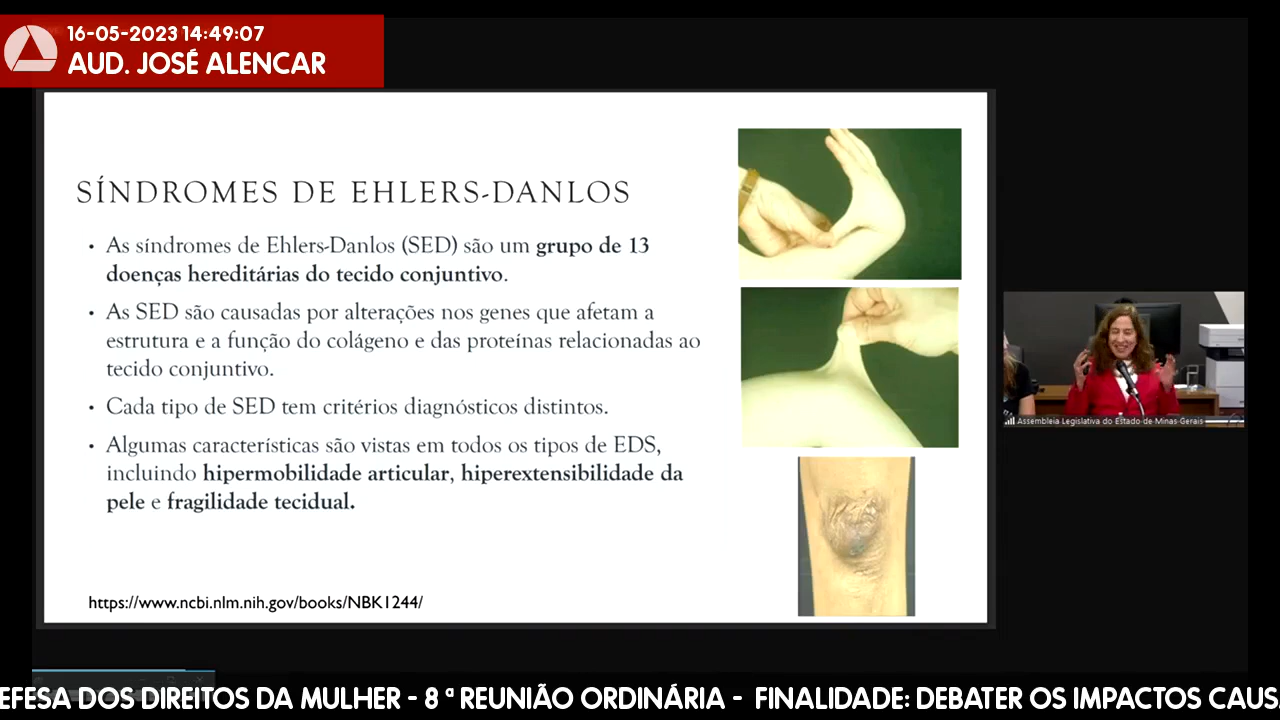 16-05-2023 14:49:07
AUD. JOSÉ ALENCAR
SÍNDROMES DE EHLERS-DANLOS
• As síndromes de Ehlers-Danlos (SED) são um grupo de 13
doenças hereditárias do tecido conjuntivo.
• As SED são causadas por alterações nos genes que afetam a
estrutura e a função do colágeno e das proteínas relacionadas ao
tecido conjuntivo.
• Cada tipo de SED tem critérios diagnósticos distintos.
• Algumas características são vistas em todos os tipos de EDS,
incluindo hipermobilidade articular, hiperextensibilidade da
pele e fragilidade tecidual.
https://www.ncbi.nlm.nih.gov/books/NBK1244/
Assembleia Legislativa do Estado de Minas Gerais
EFESA DOS DIREITOS DA MULHER - 8 ª REUNIÃO ORDINÁRIA - FINALIDADE: DEBATER OS IMPACTOS CAUS